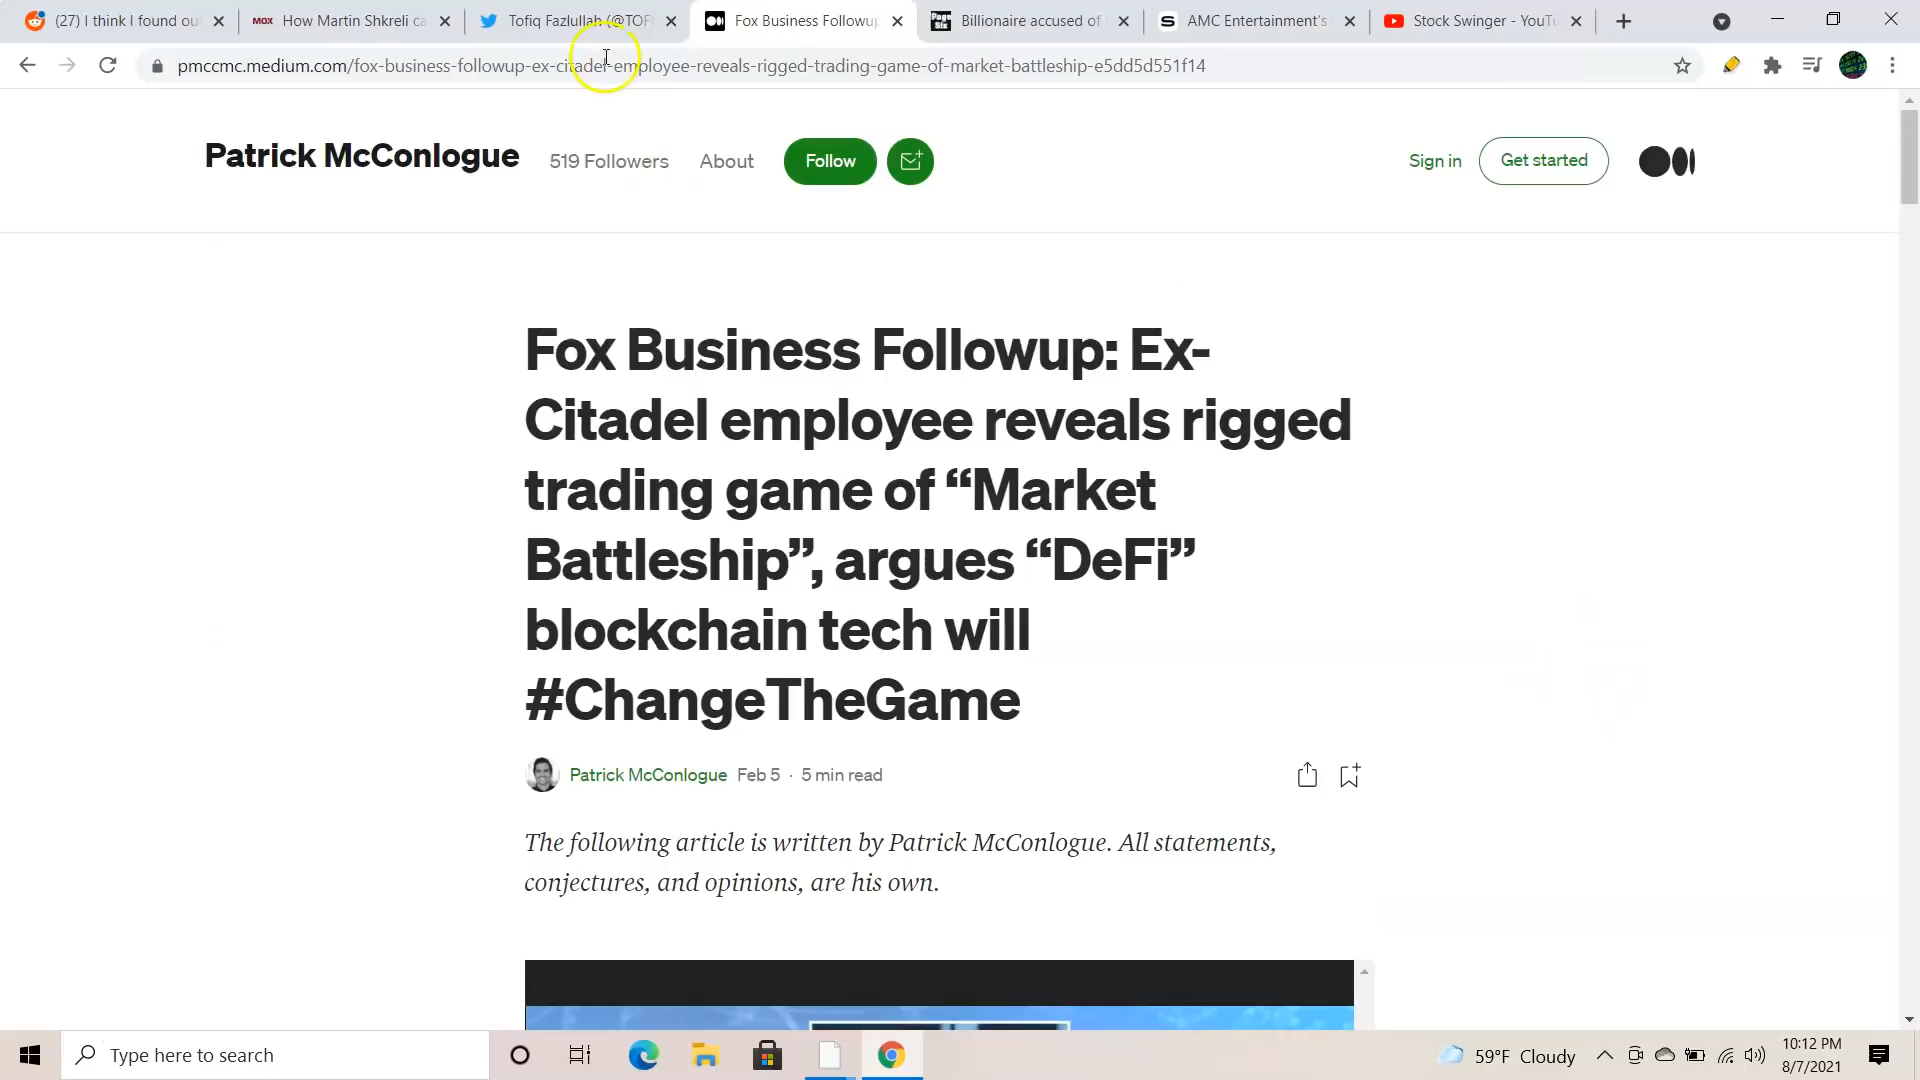 (27) I think I found ou
MOX How Martin Shkreli ca
Tofiq Fazlullah (@TOF
Fox Business Followup
Page Six Billionaire accused of
S AMC Entertainment's
Stock Swinger - YouTu
pmccmc.medium.com/fox-business-followup-ex-citadel-employee-reveals-rigged-trading-game-of-market-battleship-e5dd5d551f14
Patrick McConlogue 519 Followers About Follow Sign in Get started
Fox Business Followup: Ex-
Citadel employee reveals rigged
trading game of “Market
Battleship”, argues “DeFi”
blockchain tech will
#ChangeTheGame
Patrick McConlogue Feb 5 · 5 min read
The following article is written by Patrick McConlogue. All statements,
conjectures, and opinions, are his own.
Type here to search
59°F Cloudy
10:12 PM
8/7/2021